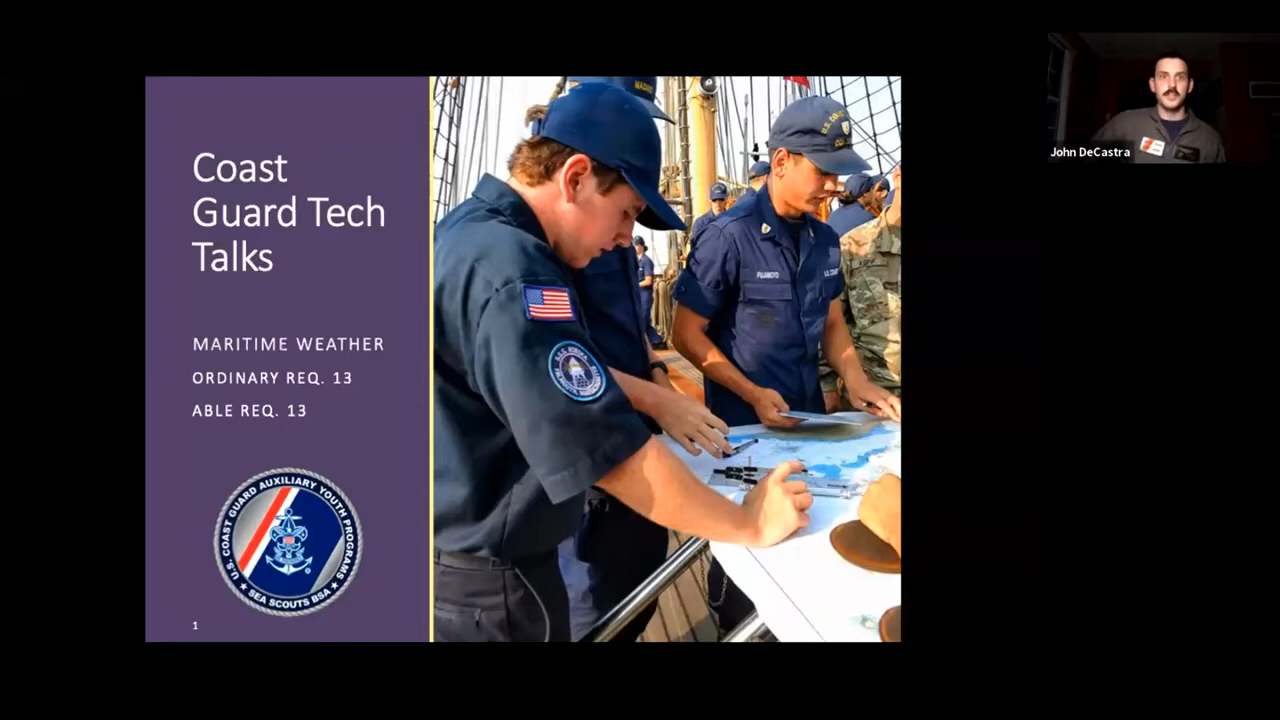 Coast
Guard Tech
Talks
MARITIME WEATHER
ORDINARY REQ. 13
ABLE REQ. 13
U.S. COAST GUARD AUXILIARY YOUTH PROGRAMS
★ SEA SCOUTS BSA ★
1
FUJIMOTO
John DeCastra